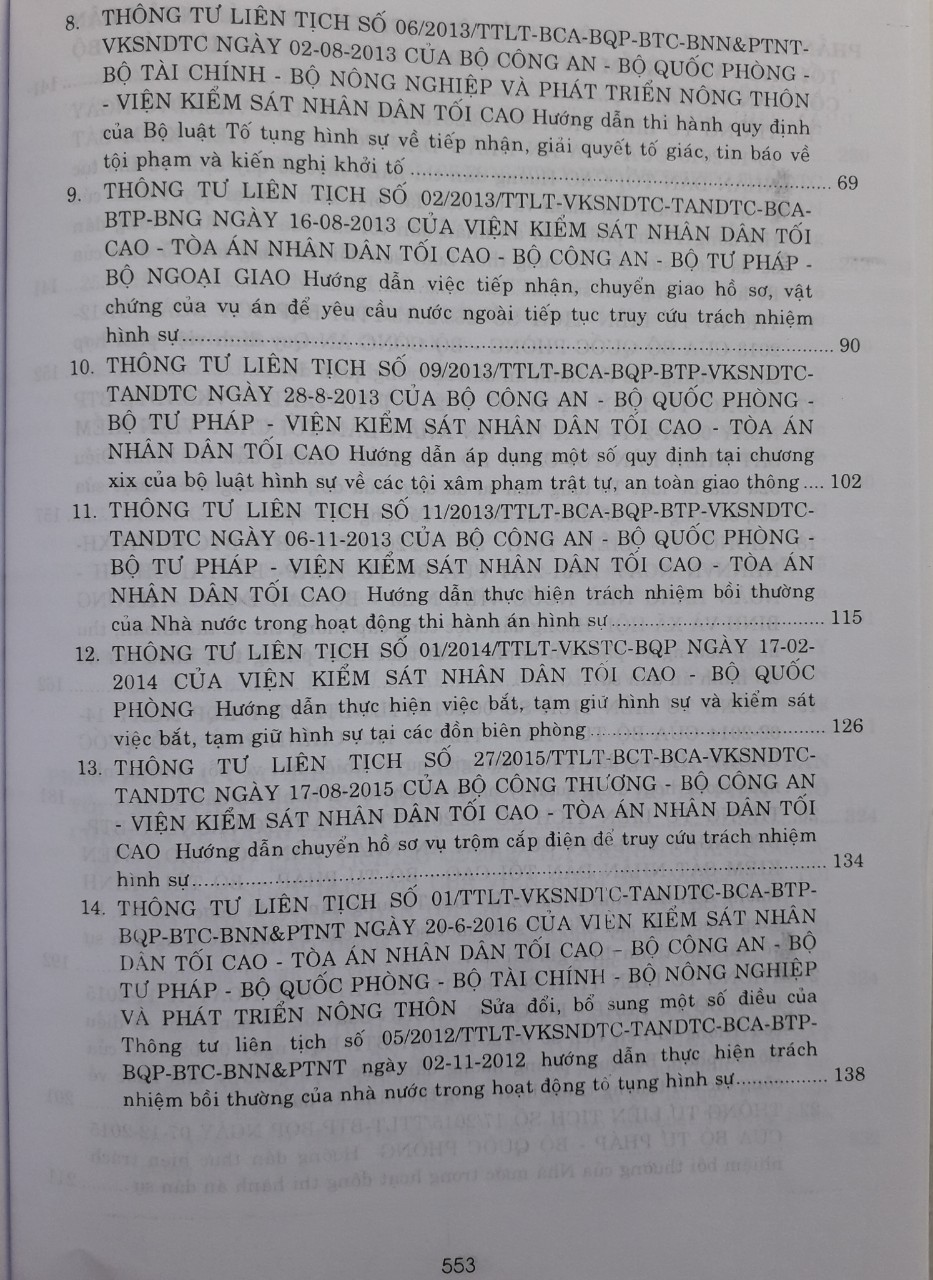 8. THÔNG TƯ LIÊN TỊCH SỐ 06/2013/TTLT-BCA-BQP-BTC-BNN&PTNT-
VKSNDTC NGÀY 02-08-2013 CỦA BỘ CÔNG AN - BỘ QUỐC PHÒNG -
BỘ TÀI CHÍNH - BỘ NÔNG NGHIỆP VÀ PHÁT TRIỂN NÔNG THÔN
- VIỆN KIỂM SÁT NHÂN DÂN TỐI CAO Hướng dẫn thi hành quy định
của Bộ luật Tố tụng hình sự về tiếp nhận, giải quyết tố giác, tin báo về
tội phạm và kiến nghị khởi tố ........ 69
9. THÔNG TƯ LIÊN TỊCH SỐ 02/2013/TTLT-VKSNDTC-TANDTC-BCA-
BTP-BNG NGÀY 16-08-2013 CỦA VIỆN KIỂM SÁT NHÂN DÂN TỐI
CAO - TÒA ÁN NHÂN DÂN TỐI CAO - BỘ CÔNG AN - BỘ TƯ PHÁP -
BỘ NGOẠI GIAO Hướng dẫn việc tiếp nhận, chuyển giao hồ sơ, vật
chứng của vụ án để yêu cầu nước ngoài tiếp tục truy cứu trách nhiệm
hình sự........ 90
10. THÔNG TƯ LIÊN TỊCH SỐ 09/2013/TTLT-BCA-BQP-BTP-VKSNDTC-
TANDTC NGÀY 28-8-2013 CỦA BỘ CÔNG AN - BỘ QUỐC PHÒNG -
BỘ TƯ PHÁP - VIỆN KIỂM SÁT NHÂN DÂN TỐI CAO - TÒA ÁN
NHÂN DÂN TỐI CAO Hướng dẫn áp dụng một số quy định tại chương
xix của bộ luật hình sự về các tội xâm phạm trật tự, an toàn giao thông .... 102
11. THÔNG TƯ LIÊN TỊCH SỐ 11/2013/TTLT-BCA-BQP-BTP-VKSNDTC-
TANDTC NGÀY 06-11-2013 CỦA BỘ CÔNG AN - BỘ QUỐC PHÒNG -
BỘ TƯ PHÁP - VIỆN KIỂM SÁT NHÂN DÂN TỐI CAO - TÒA ÁN
NHÂN DÂN TỐI CAO Hướng dẫn thực hiện trách nhiệm bồi thường
của Nhà nước trong hoạt động thi hành án hình sự ........ 115
12. THÔNG TƯ LIÊN TỊCH SỐ 01/2014/TTLT-VKSTC-BQP NGÀY 17-02-
2014 CỦA VIỆN KIỂM SÁT NHÂN DÂN TỐI CAO - BỘ QUỐC
PHÒNG Hướng dẫn thực hiện việc bắt, tạm giữ hình sự và kiểm sát
việc bắt, tạm giữ hình sự tại các đồn biên phòng........ 126
13. THÔNG TƯ LIÊN TỊCH SỐ 27/2015/TTLT-BCT-BCA-VKSNDTC-
TANDTC NGÀY 17-08-2015 CỦA BỘ CÔNG THƯƠNG - BỘ CÔNG AN
- VIỆN KIỂM SÁT NHÂN DÂN TỐI CAO - TÒA ÁN NHÂN DÂN TỐI
CAO Hướng dẫn chuyển hồ sơ vụ trộm cắp điện để truy cứu trách nhiệm
hình sự........ 134
14. THÔNG TƯ LIÊN TỊCH SỐ 01/TTLT-VKSNDTC-TANDTC-BCA-BTP-
BQP-BTC-BNN&PTNT NGÀY 20-6-2016 CỦA VIỆN KIỂM SÁT NHÂN
DÂN TỐI CAO - TÒA ÁN NHÂN DÂN TỐI CAO - BỘ CÔNG AN - BỘ
TƯ PHÁP - BỘ QUỐC PHÒNG - BỘ TÀI CHÍNH - BỘ NÔNG NGHIỆP
VÀ PHÁT TRIỂN NÔNG THÔN Sửa đổi, bổ sung một số điều của
Thông tư liên tịch số 05/2012/TTLT-VKSNDTC-TANDTC-BCA-BTP-
BQP-BTC-BNN&PTNT ngày 02-11-2012 hướng dẫn thực hiện trách
nhiệm bồi thường của nhà nước trong hoạt động tố tụng hình sự........ 138
553